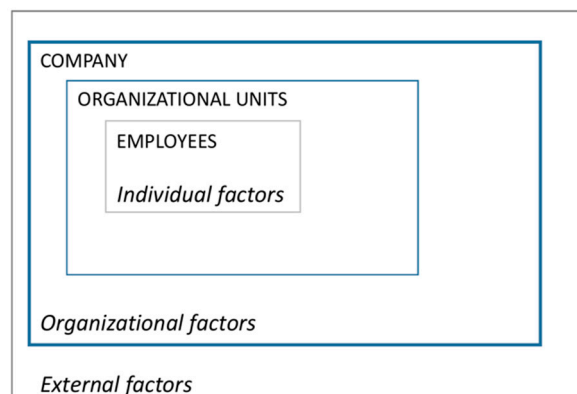 COMPANY
ORGANIZATIONAL UNITS
EMPLOYEES
Individual factors
Organizational factors
External factors